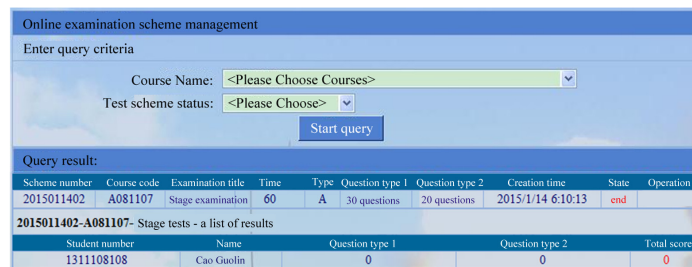 Online examination scheme management
Enter query criteria
Course Name: <Please Choose Courses>
Test scheme status: <Please Choose>
Start query
Query result:
Scheme number Course code Examination title Time Type Question type 1 Question type 2 Creation time State Operation
2015011402 A081107 Stage examination 60 A 30 questions 20 questions 2015/1/14 6:10:13 end
2015011402-A081107- Stage tests - a list of results
Student number Name Question type 1 Question type 2 Total score
1311108108 Cao Guolin 0 0 0